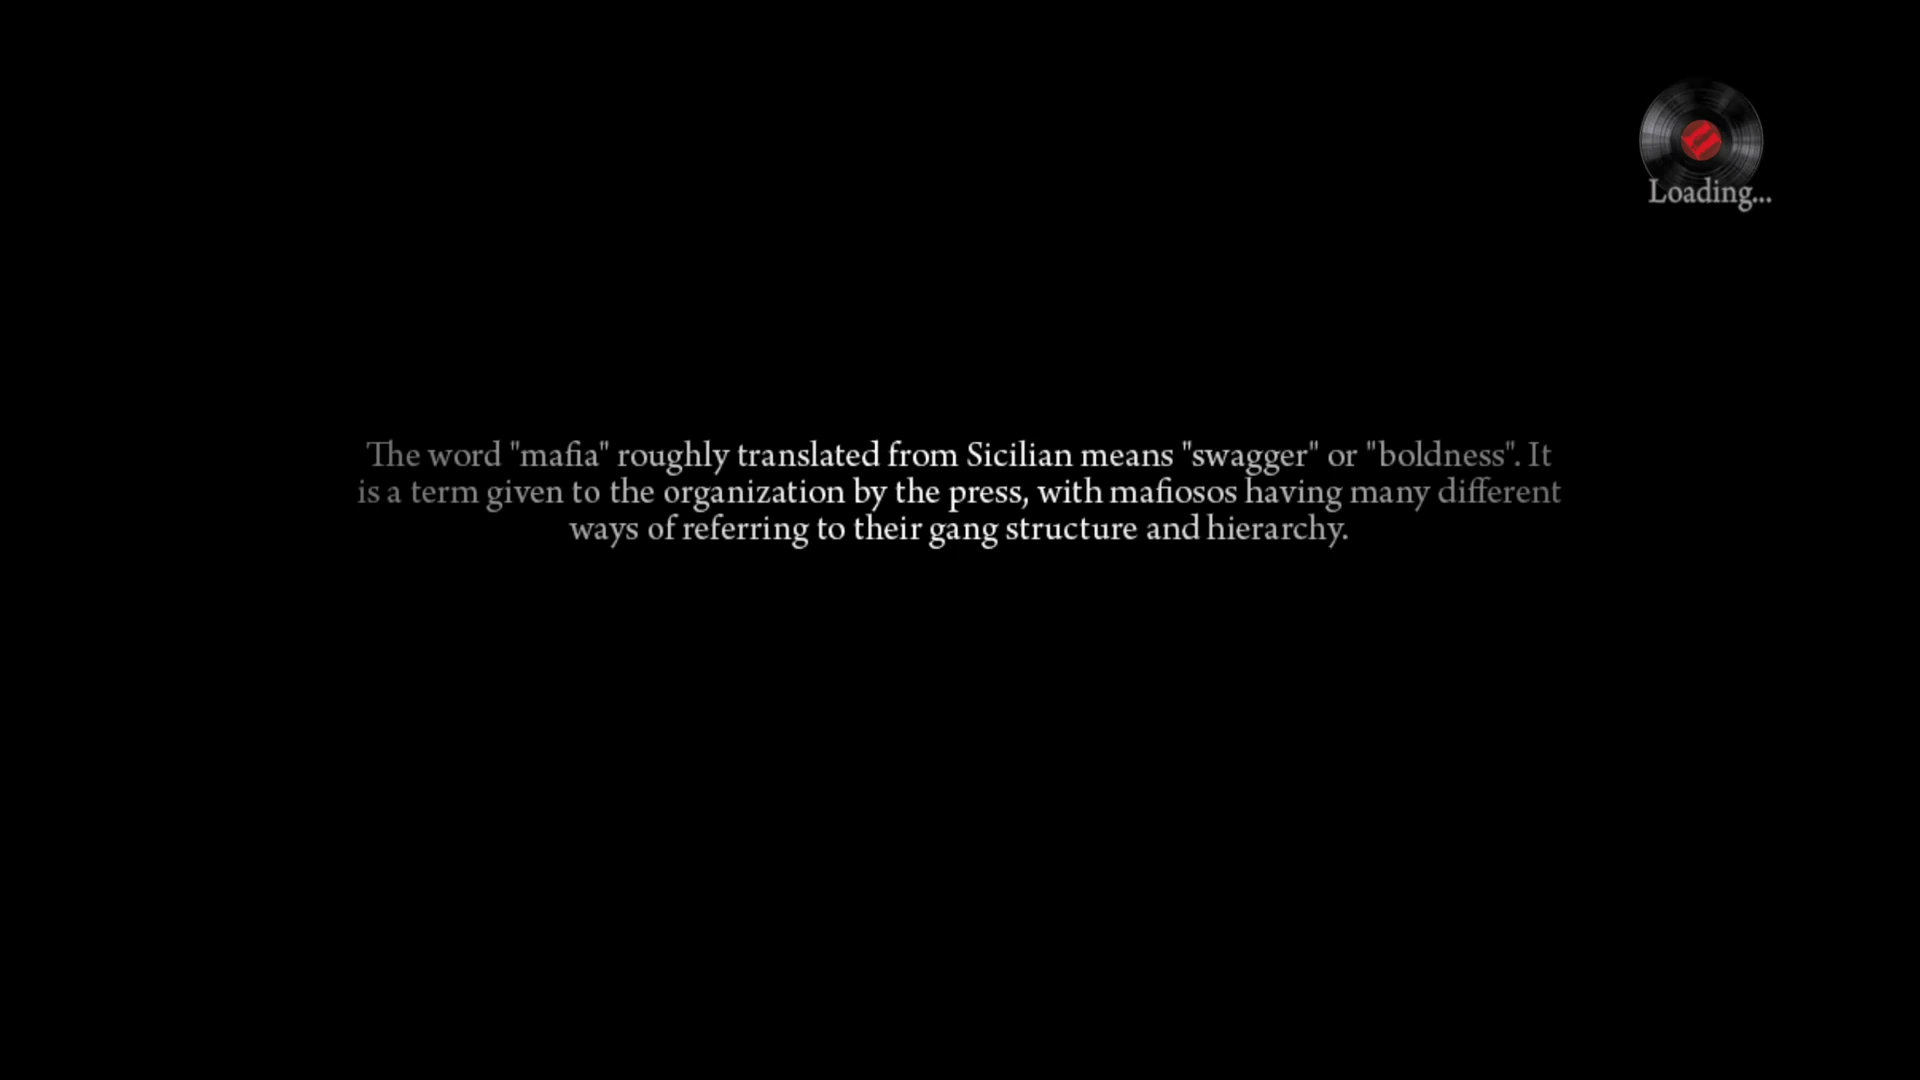 Loading...
The word "mafia" roughly translated from Sicilian means "swagger" or "boldness". It
is a term given to the organization by the press, with mafiosos having many different
ways of referring to their gang structure and hierarchy.